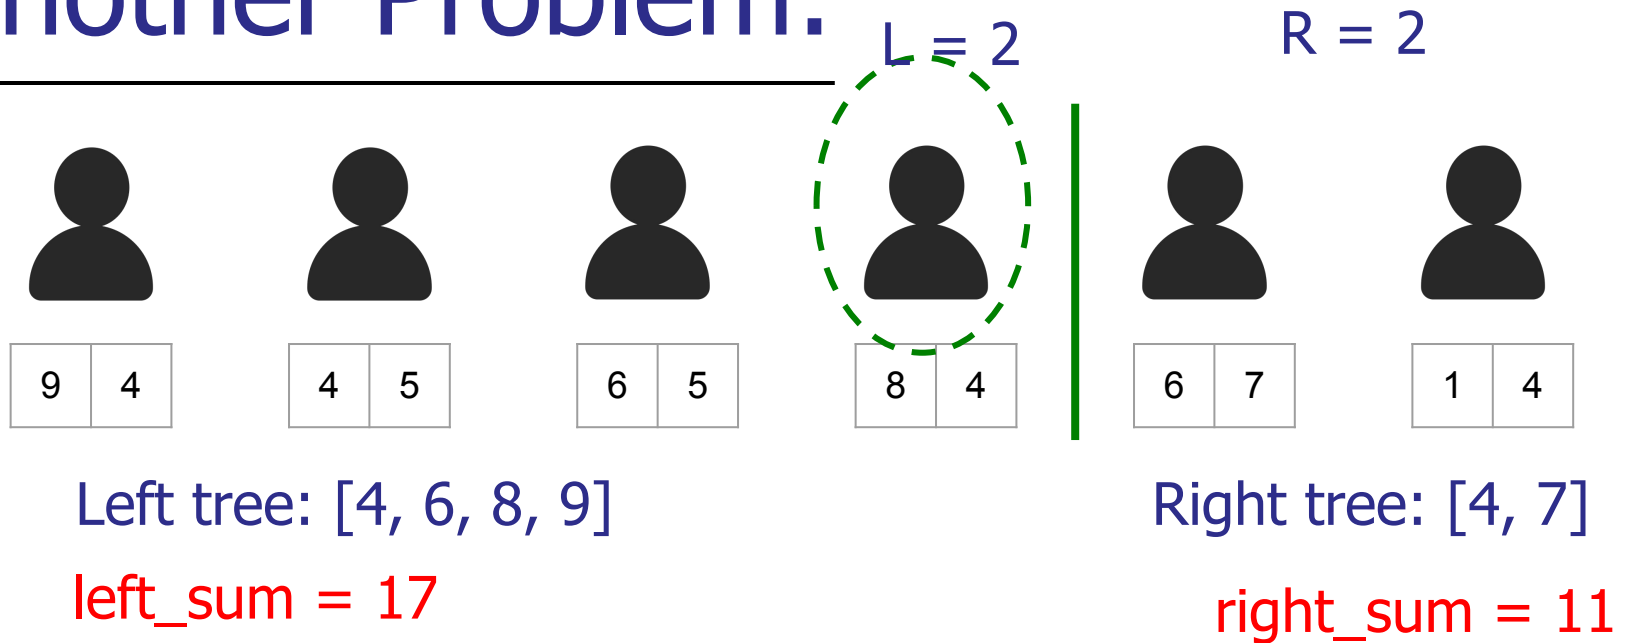 Problem:
L = 2
R = 2
9 4
4 5
6 5
8 4
6 7
1 4
Left tree: [4, 6, 8, 9]
Right tree: [4, 7]
left_sum = 17
right_sum = 11